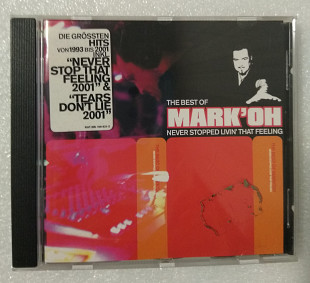 DIE GRÖSSTEN
HITS
VON 1993 BIS 2001
INKL.
"NEVER
STOP THAT
FEELING
2001" &
"TEARS
DON'T LIE
2001"
THE BEST OF
MARK'OH
NEVER STOPPED LIVIN' THAT FEELING